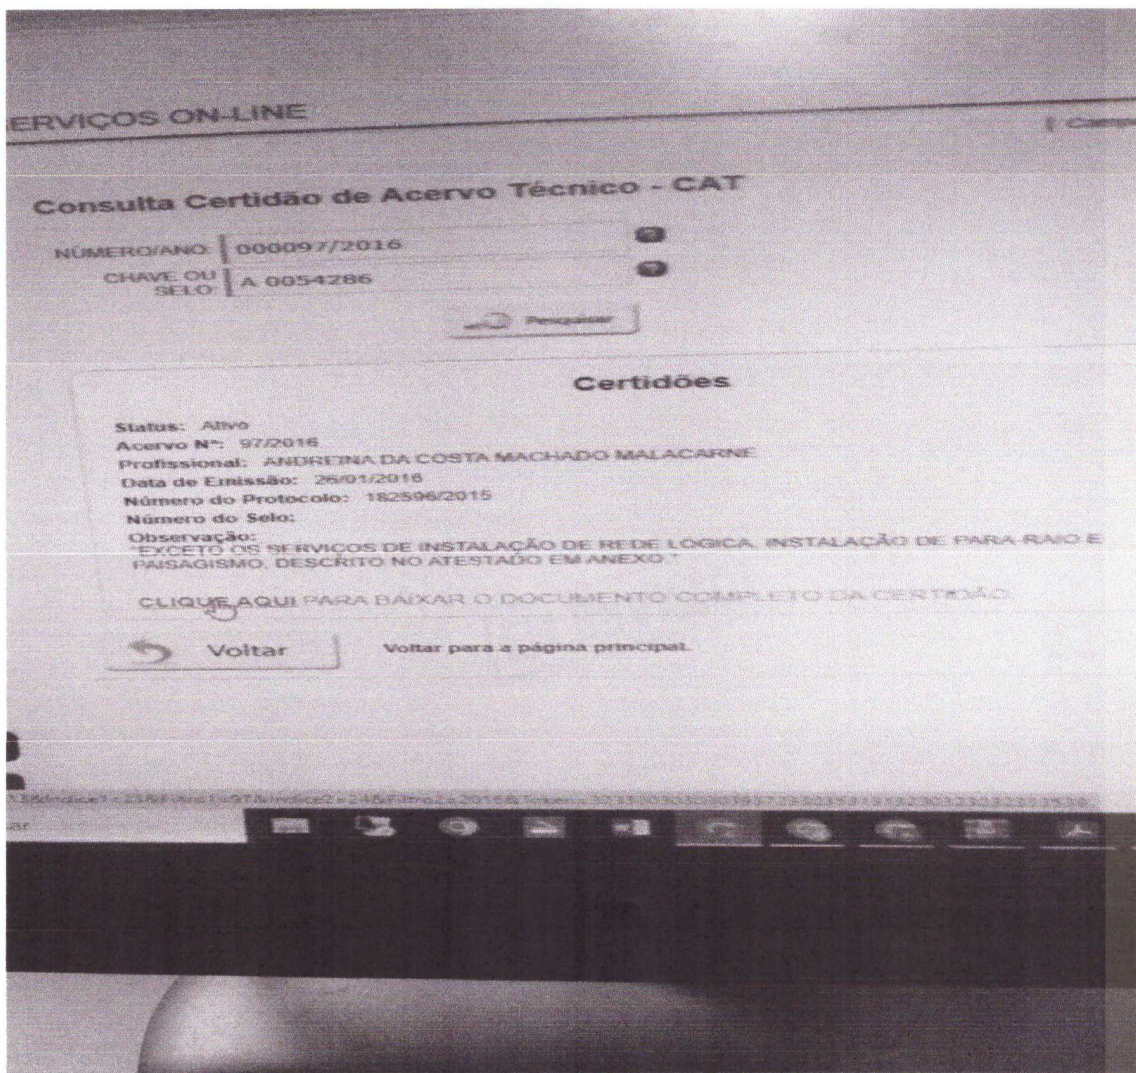 ERVIÇOS ON-LINE
Consulta Certidão de Acervo Técnico - CAT
NÚMERO/ANO: 000097/2016
CHAVE OU
SELO: A 0054286
Pesquisar
Certidões
Status: Ativo
Acervo Nº: 97/2016
Profissional: ANDREINA DA COSTA MACHADO MALACARNE
Data de Emissão: 26/01/2016
Número do Protocolo: 182596/2015
Número do Selo:
Observação:
"EXCETO OS SERVIÇOS DE INSTALAÇÃO DE REDE LOGICA, INSTALAÇÃO DE PARA-RAIO E
PAISAGISMO, DESCRITO NO ATESTADO EM ANEXO."
CLIQUE AQUI PARA BAIXAR O DOCUMENTO COMPLETO DA CERTIDÃO.
Voltar
Voltar para a página principal.